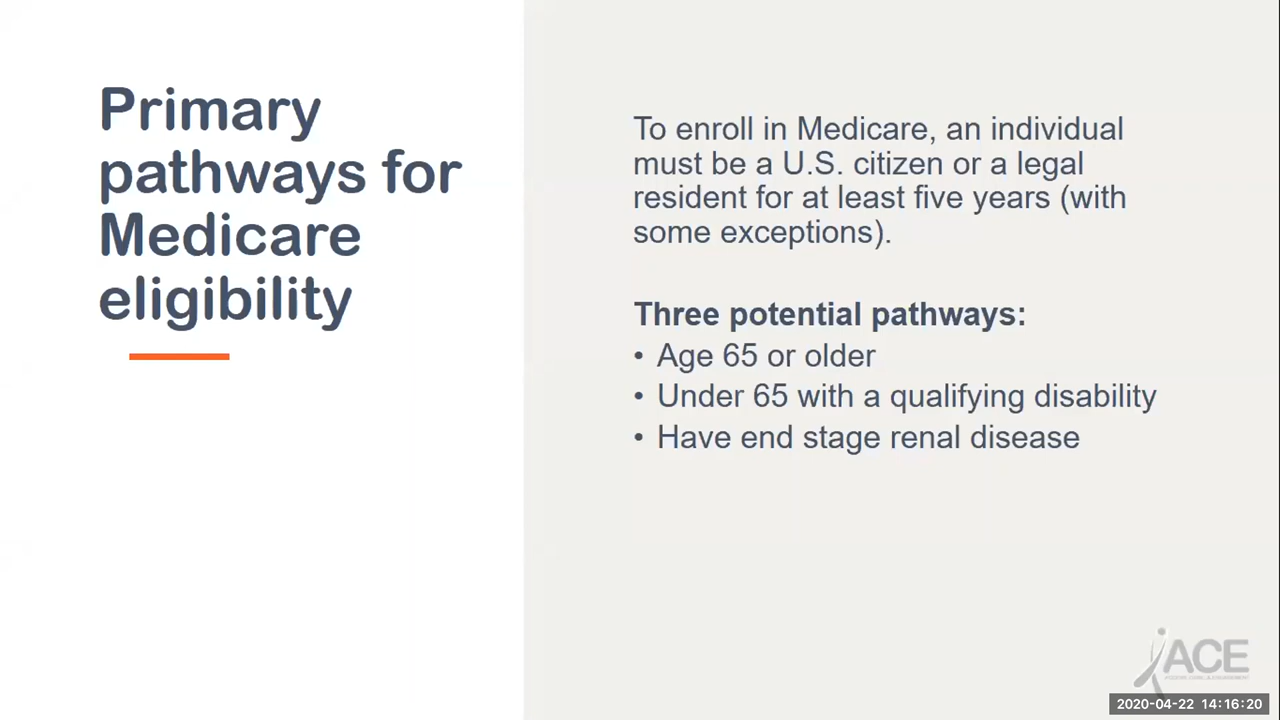 Primary
pathways for
Medicare
eligibility
To enroll in Medicare, an individual
must be a U.S. citizen or a legal
resident for at least five years (with
some exceptions).
Three potential pathways:
• Age 65 or older
• Under 65 with a qualifying disability
• Have end stage renal disease
ACE
2020-04-22 14:16:20